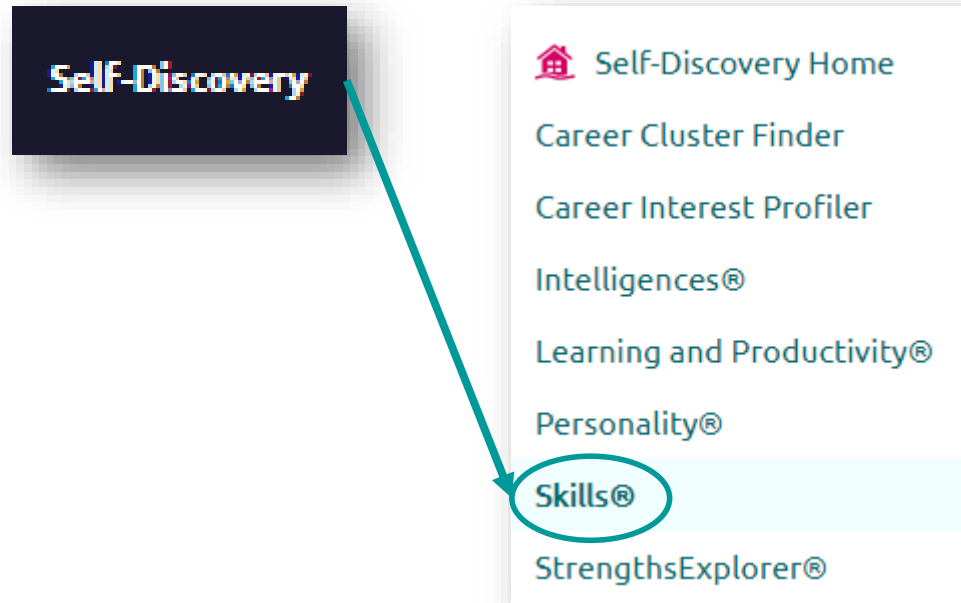 Self-Discovery
Self-Discovery Home
Career Cluster Finder
Career Interest Profiler
Intelligences®
Learning and Productivity®
Personality®
Skills®
StrengthsExplorer®